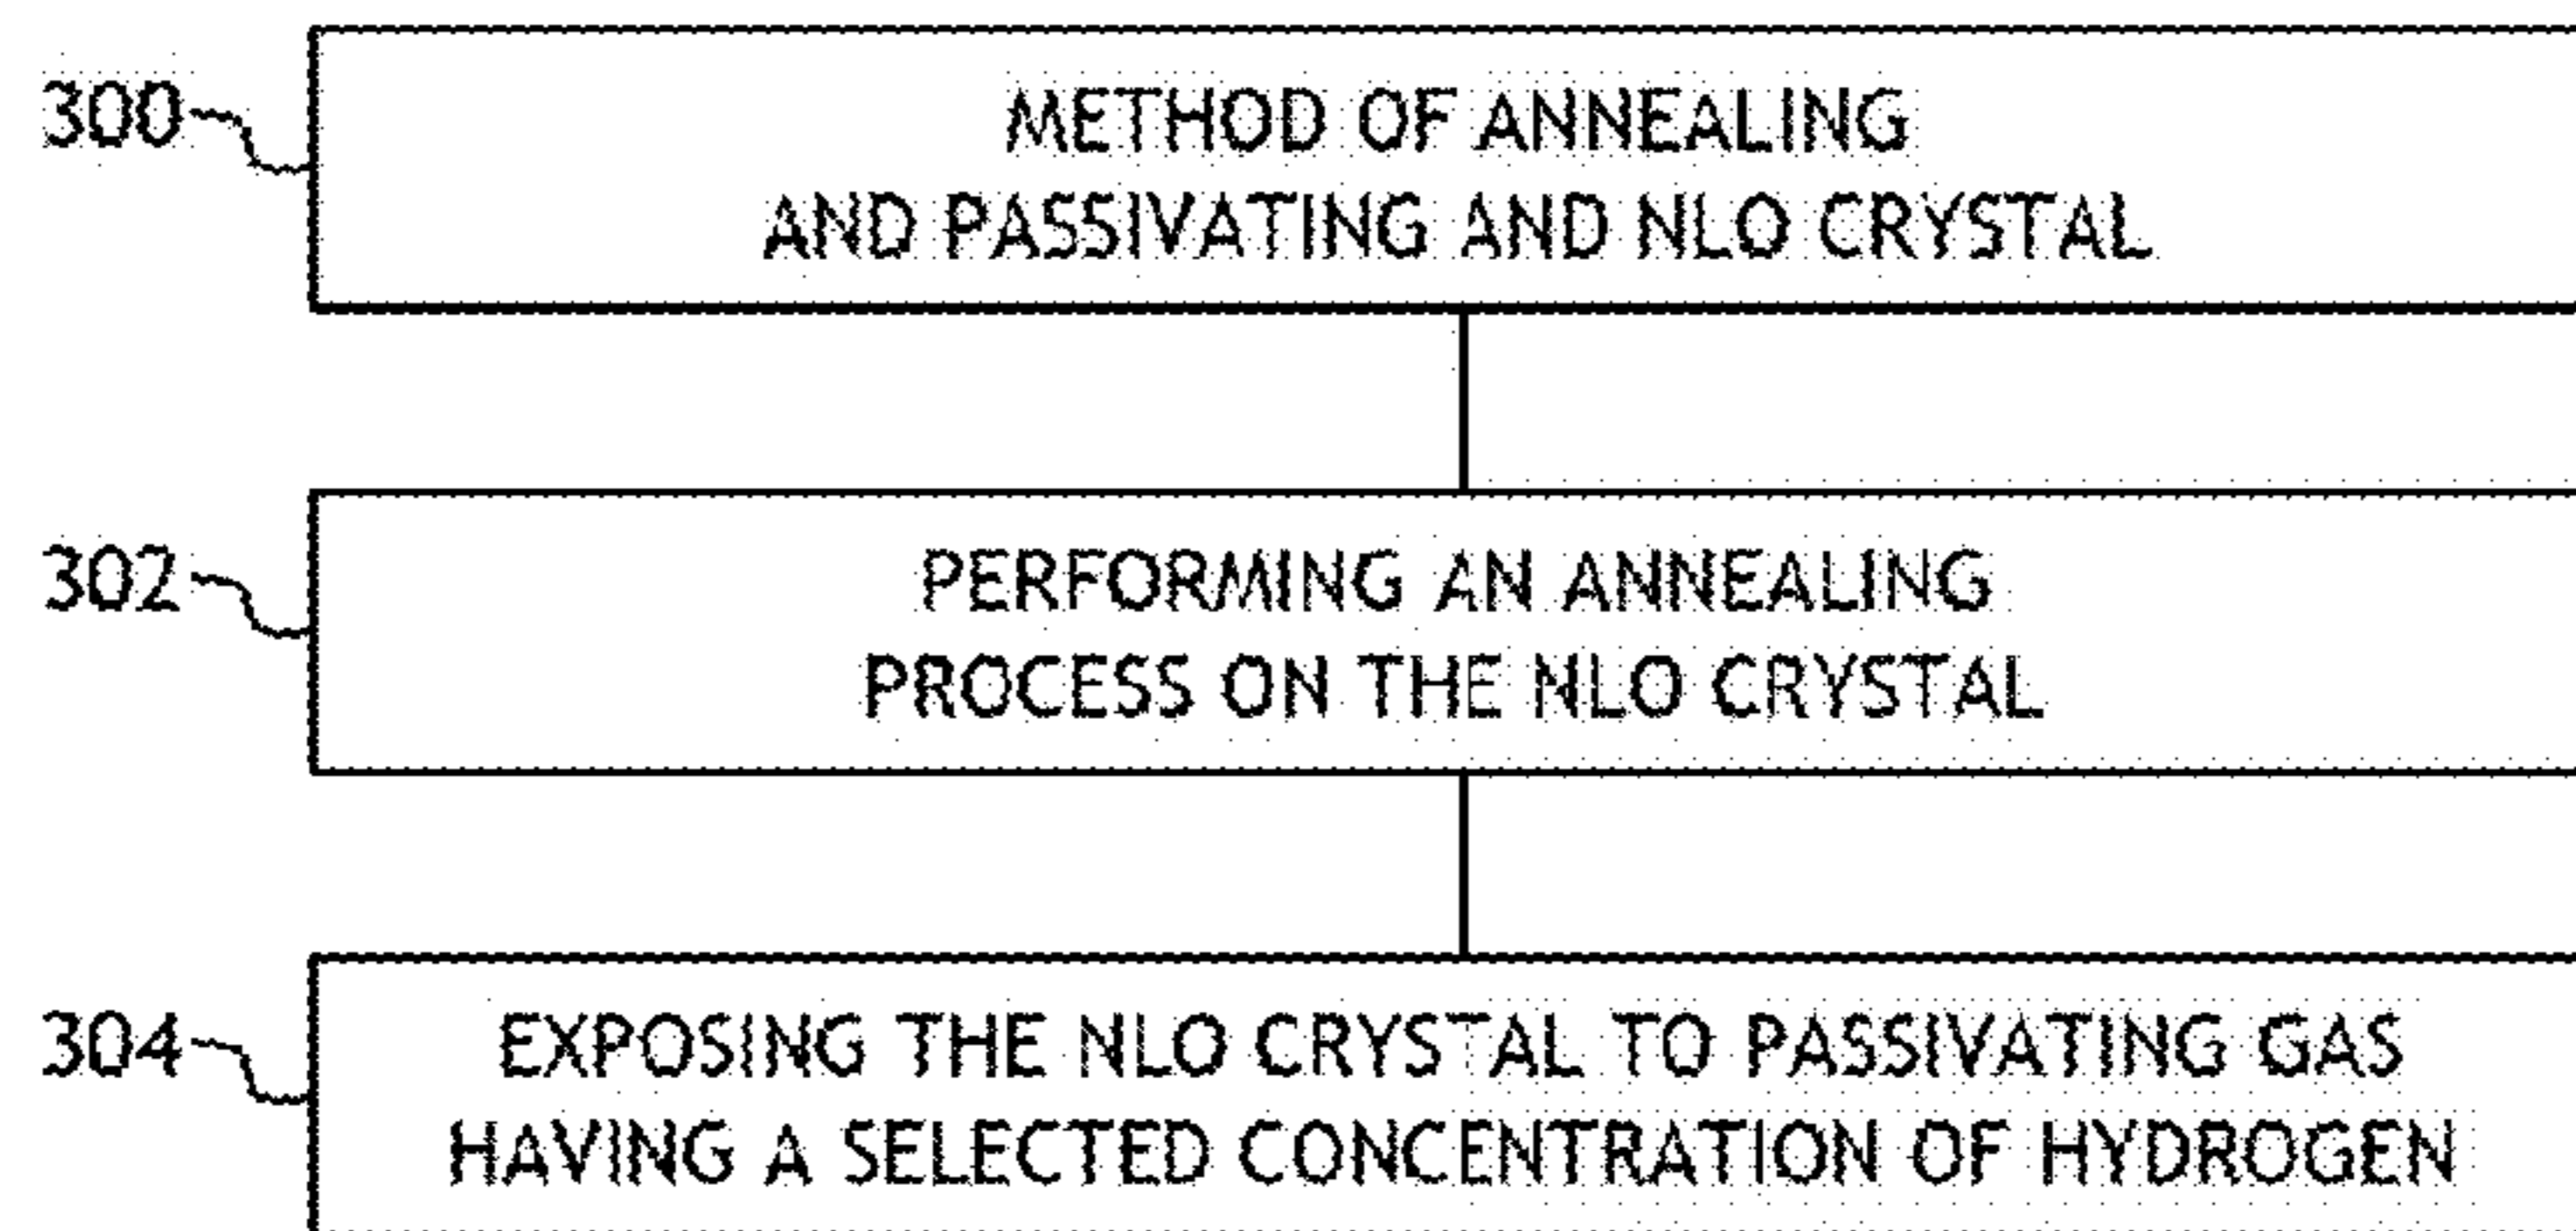 300
METHOD OF ANNEALING
AND PASSIVATING AND NLO CRYSTAL
302
PERFORMING AN ANNEALING
PROCESS ON THE NLO CRYSTAL
304
EXPOSING THE NLO CRYSTAL TO PASSIVATING GAS
HAVING A SELECTED CONCENTRATION OF HYDROGEN